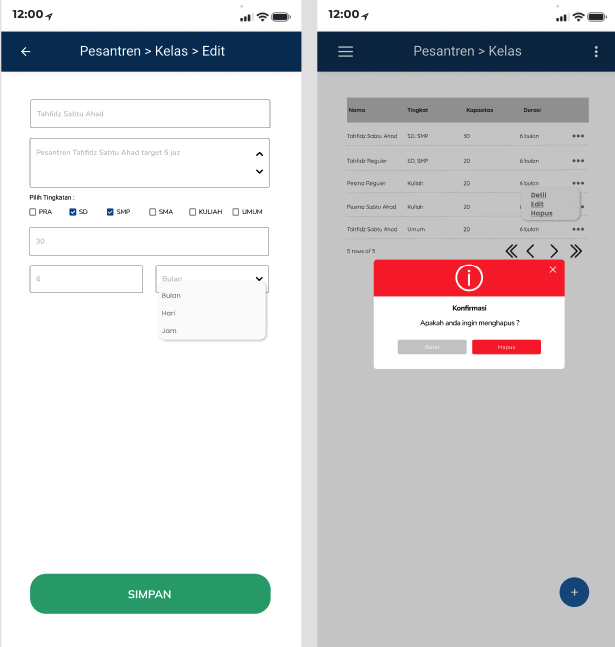 12:00
Pesantren > Kelas > Edit
Tahfidz Sabtu Ahad
Pesantren Tahfidz Sabtu Ahad target 5 juz
Pilih Tingkatan :
PRA SD SMP SMA KULIAH UMUM
30
6 Bulan
Bulan
Hari
Jam
SIMPAN
12:00
Pesantren > Kelas
Nama Tingkat Kapasitas Durasi
Tahfidz Sabtu Ahad SD, SMP 30 6 bulan
Tahfidz Reguler SD, SMP 20 6 bulan
Pesma Reguler Kuliah 20 6 bulan
Pesma Sabtu Ahad Kuliah 20
Tahfidz Sabtu Ahad Umum 20 6 bulan
Detil
Edit
Hapus
5 rows of 5
Konfirmasi
Apakah anda ingin menghapus ?
Batal Hapus